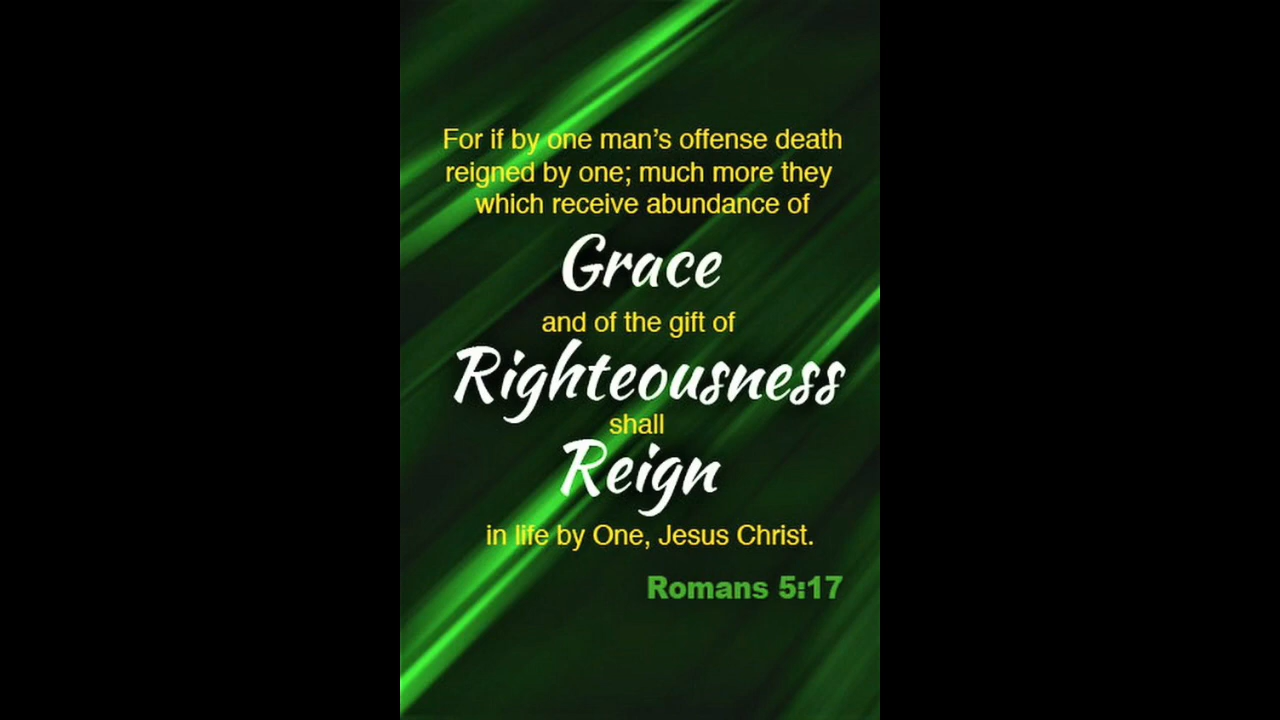 For if by one man’s offense death
reigned by one; much more they
which receive abundance of
Grace
and of the gift of
Righteousness
shall
Reign
in life by One, Jesus Christ.
Romans 5:17